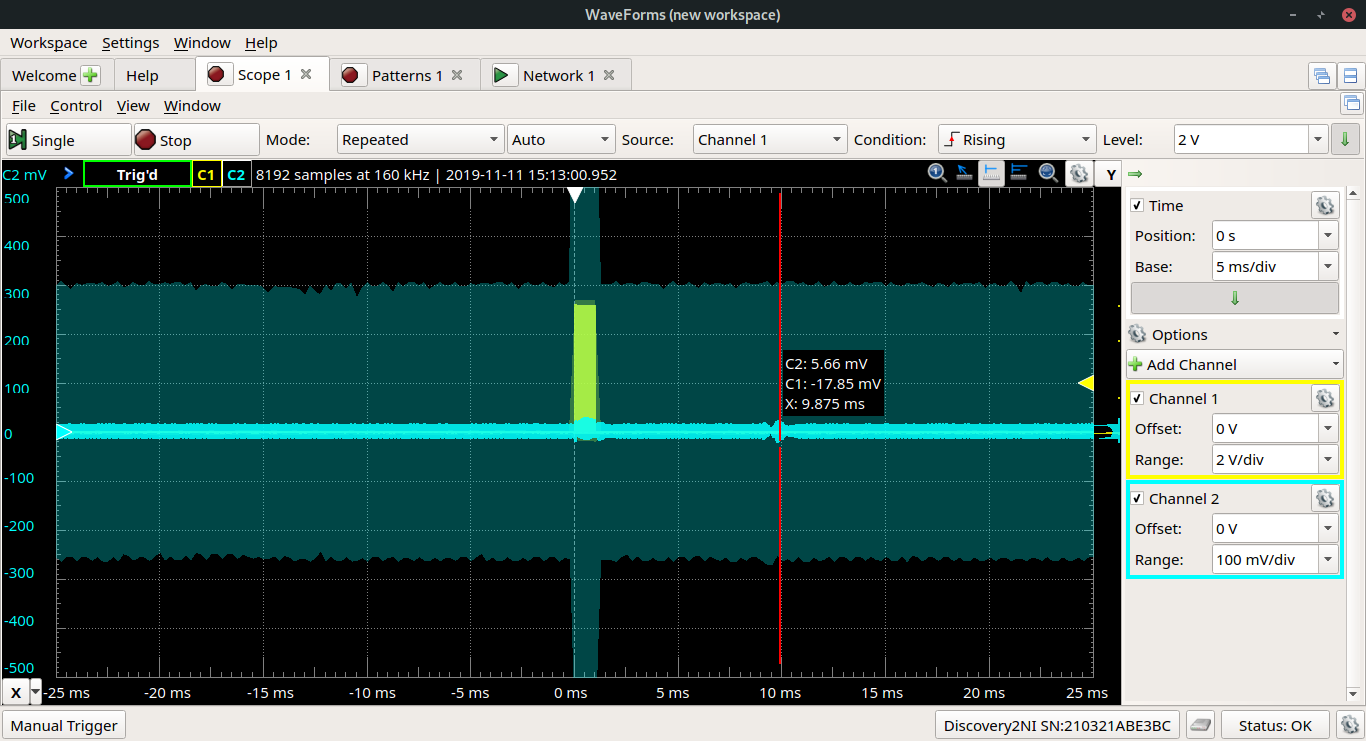 WaveForms (new workspace)
Workspace Settings Window Help
Welcome Help Scope 1 Patterns 1 Network 1
File Control View Window
Single Stop Mode: Repeated Auto Source: Channel 1 Condition: Rising Level: 2 V
C2 mV Trig'd C1 C2 8192 samples at 160 kHz | 2019-11-11 15:13:00.952 Y
500
400
300
200
100
0
-100
-200
-300
-400
-500
C2: 5.66 mV
C1: -17.85 mV
X: 9.875 ms
X -25 ms -20 ms -15 ms -10 ms -5 ms 0 ms 5 ms 10 ms 15 ms 20 ms 25 ms
Time
Position: 0 s
Base: 5 ms/div
Options
Add Channel
Channel 1
Offset: 0 V
Range: 2 V/div
Channel 2
Offset: 0 V
Range: 100 mV/div
Manual Trigger Discovery2NI SN:210321ABE3BC Status: OK